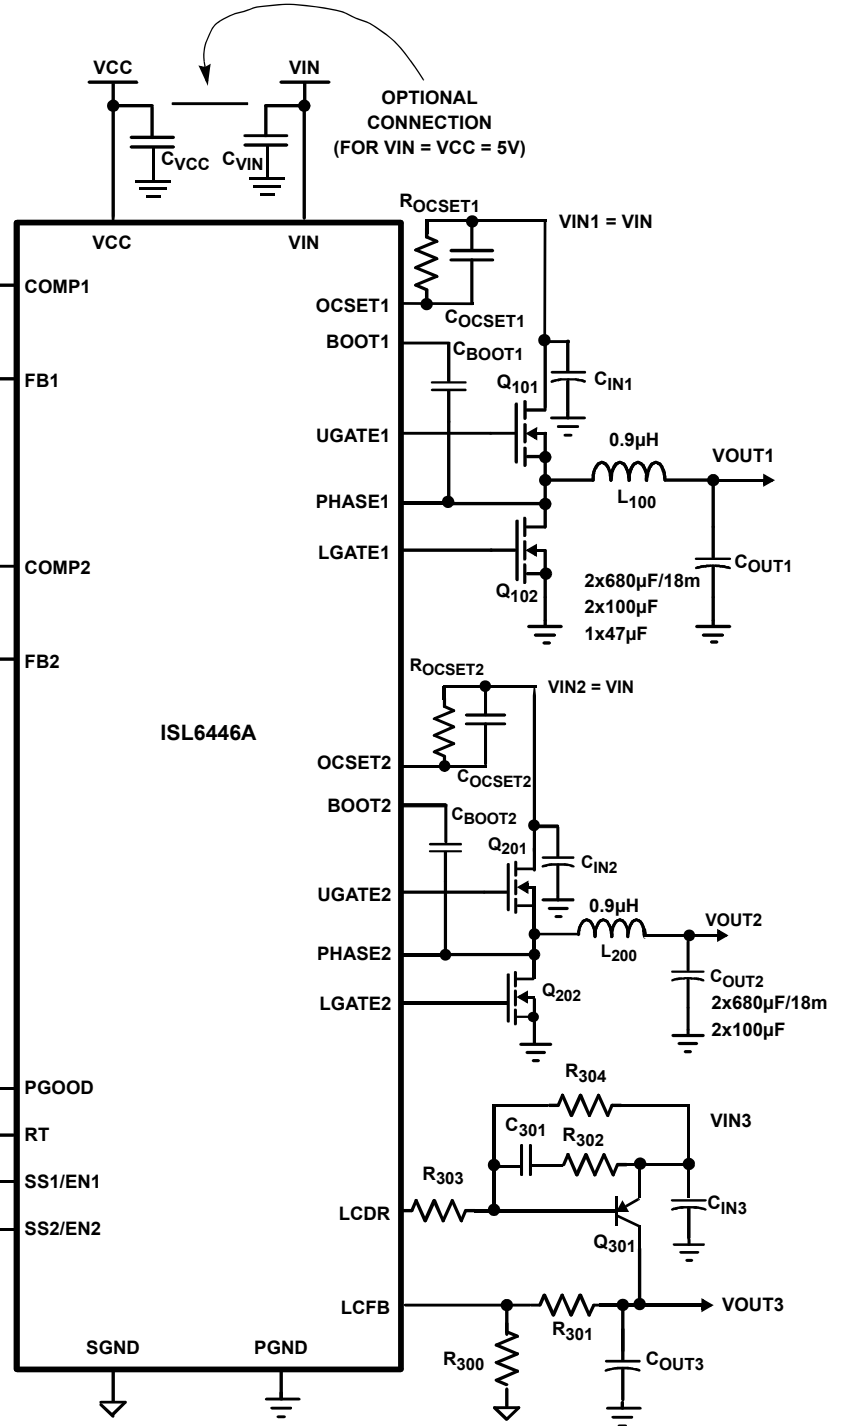 VCC
VIN
OPTIONAL
CONNECTION
(FOR VIN = VCC = 5V)
CVCC
CVIN
ROCSET1
VIN1 = VIN
VCC
VIN
COMP1
OCSET1
COCSET1
BOOT1
CBOOT1
FB1
Q101
CIN1
UGATE1
0.9µH
VOUT1
L100
PHASE1
LGATE1
COMP2
COUT1
Q102
2x680µF/18m
2x100µF
1x47µF
FB2
ROCSET2
VIN2 = VIN
ISL6446A
OCSET2
COCSET2
BOOT2
CBOOT2
Q201
CIN2
UGATE2
0.9µH
VOUT2
L200
PHASE2
COUT2
Q202
LGATE2
2x680µF/18m
2x100µF
R304
PGOOD
VIN3
C301
R302
RT
R303
SS1/EN1
CIN3
LCDR
SS2/EN2
Q301
LCFB
VOUT3
R301
SGND
PGND
R300
COUT3